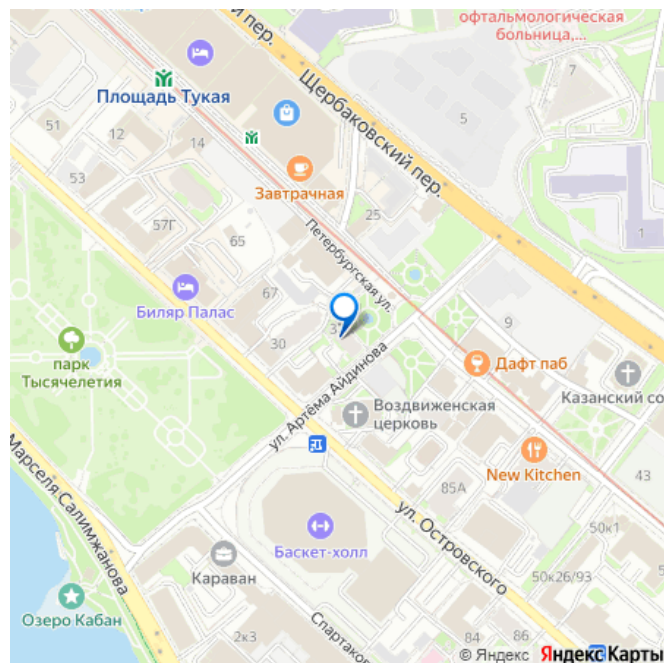 офтальмологическая
больница,...
ий пер.
7
Площадь Тукая
Щербаковский пер.
5
51
12
14
Завтрачная
53
25
1
57Г
65
Петербургская ул.
67
Биляр Палас
9
30
парк
Тысячелетия
Дафт паб
ул. Артёма Айдинова
Казанский со
Воздвиженская
церковь
New Kitchen
43
Марселя Салимжанова
85А
ул. Островского
50к1
Баскет-холл
Караван
50к26/93
Озеро Кабан
Спартаков
2к3
84
86
© Яндекс Яндекс Карты